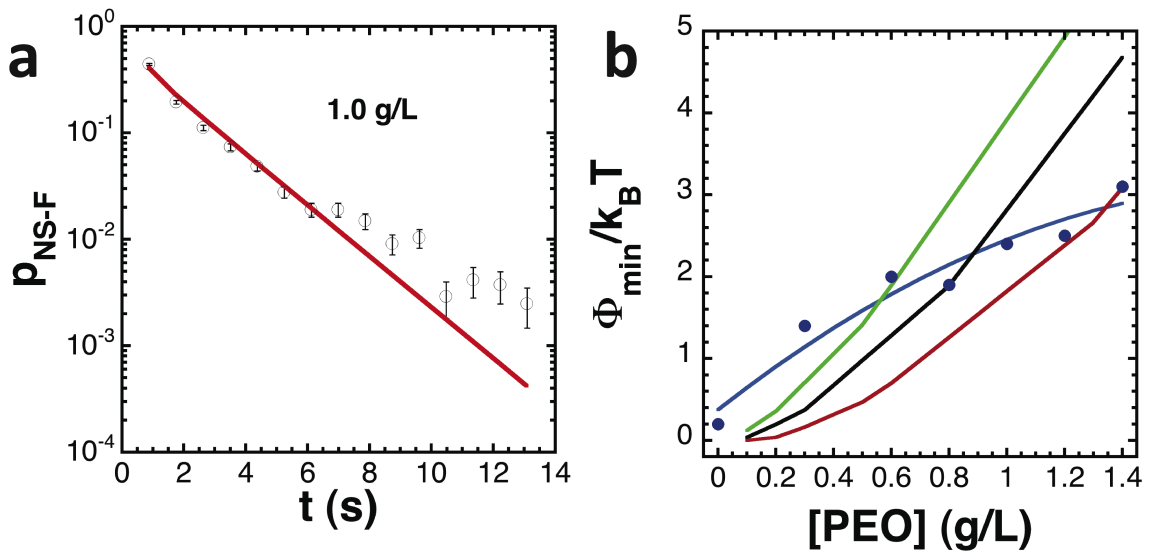 a
10⁰
10⁻¹
10⁻²
10⁻³
10⁻⁴
1.0 g/L
p_NS-F
0 2 4 6 8 10 12 14
t (s)
b
5
4
3
2
1
0
Φ_min/k_BT
0 0.2 0.4 0.6 0.8 1 1.2 1.4
[PEO] (g/L)